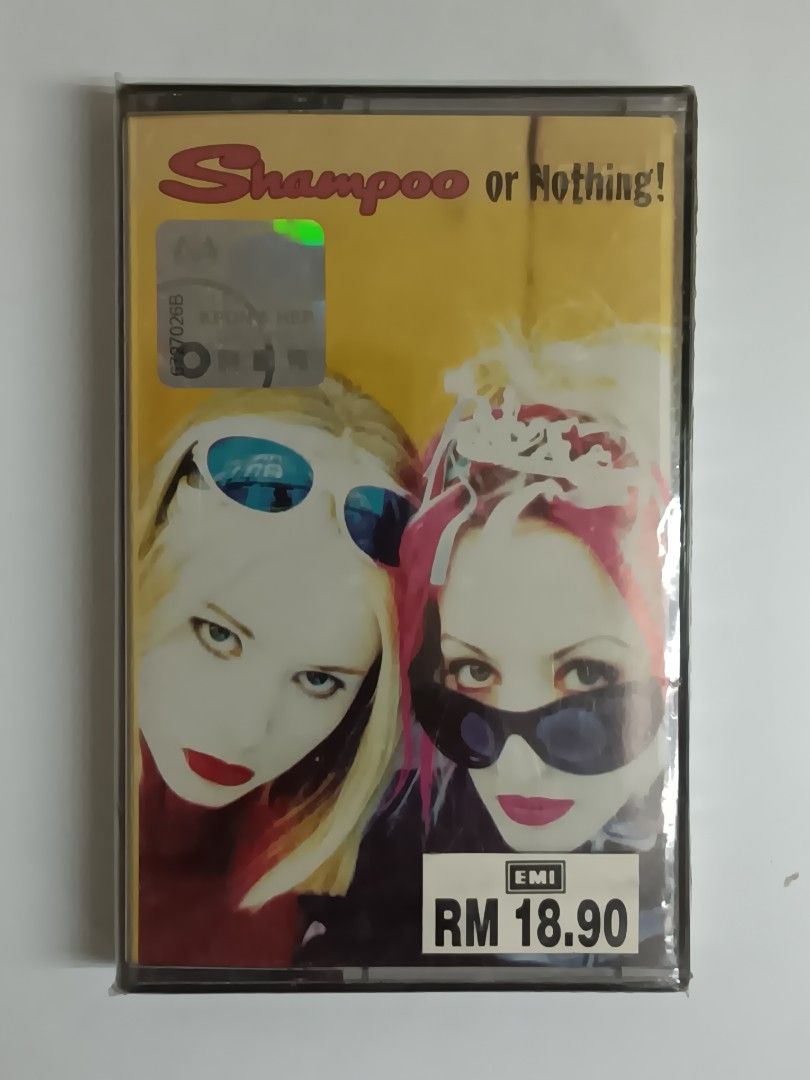 Shampoo or Nothing!
EMI
RM 18.90